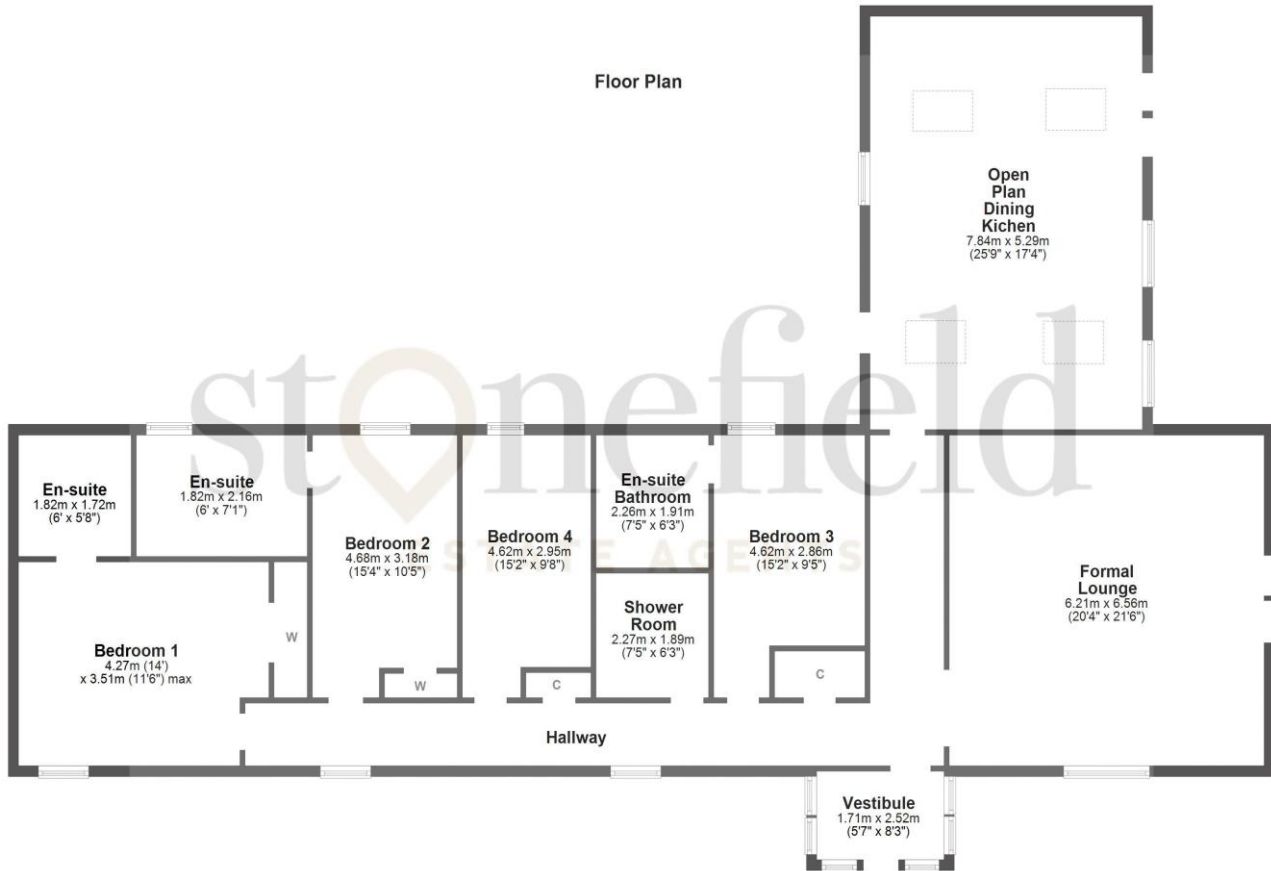 Floor Plan
Open
Plan
Dining
Kichen
7.84m x 5.29m
(25'9" x 17'4")
stonefield
ESTATE AGENTS
En-suite
1.82m x 1.72m
(6' x 5'8")
En-suite
1.82m x 2.16m
(6' x 7'1")
Bedroom 2
4.68m x 3.18m
(15'4" x 10'5")
W
Bedroom 4
4.62m x 2.95m
(15'2" x 9'8")
C
En-suite
Bathroom
2.26m x 1.91m
(7'5" x 6'3")
Shower
Room
2.27m x 1.89m
(7'5" x 6'3")
Bedroom 3
4.62m x 2.86m
(15'2" x 9'5")
C
Formal
Lounge
6.21m x 6.56m
(20'4" x 21'6")
Bedroom 1
4.27m (14')
x 3.51m (11'6") max
W
Hallway
Vestibule
1.71m x 2.52m
(5'7" x 8'3")